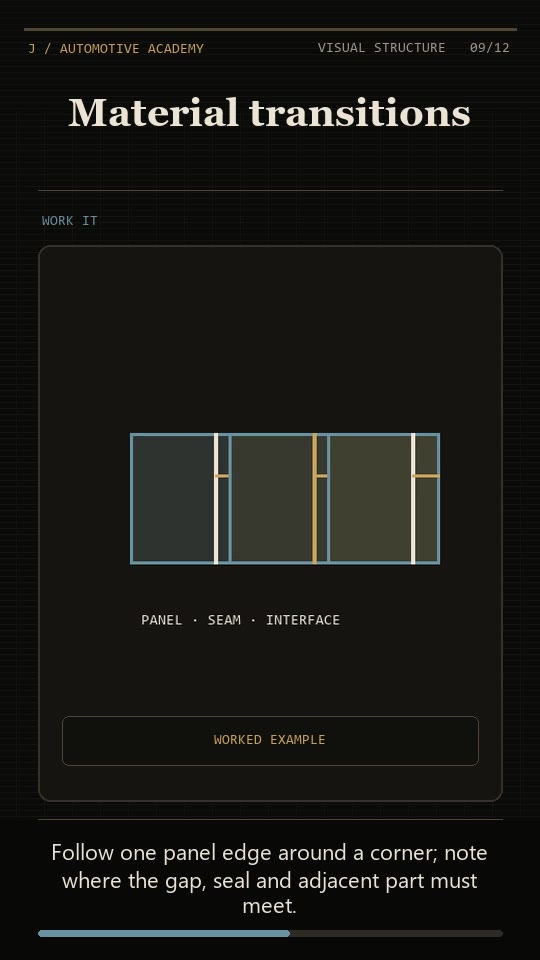 J / AUTOMOTIVE ACADEMY
VISUAL STRUCTURE 09/12
Material transitions
WORK IT
PANEL · SEAM · INTERFACE
WORKED EXAMPLE
Follow one panel edge around a corner; note
where the gap, seal and adjacent part must
meet.